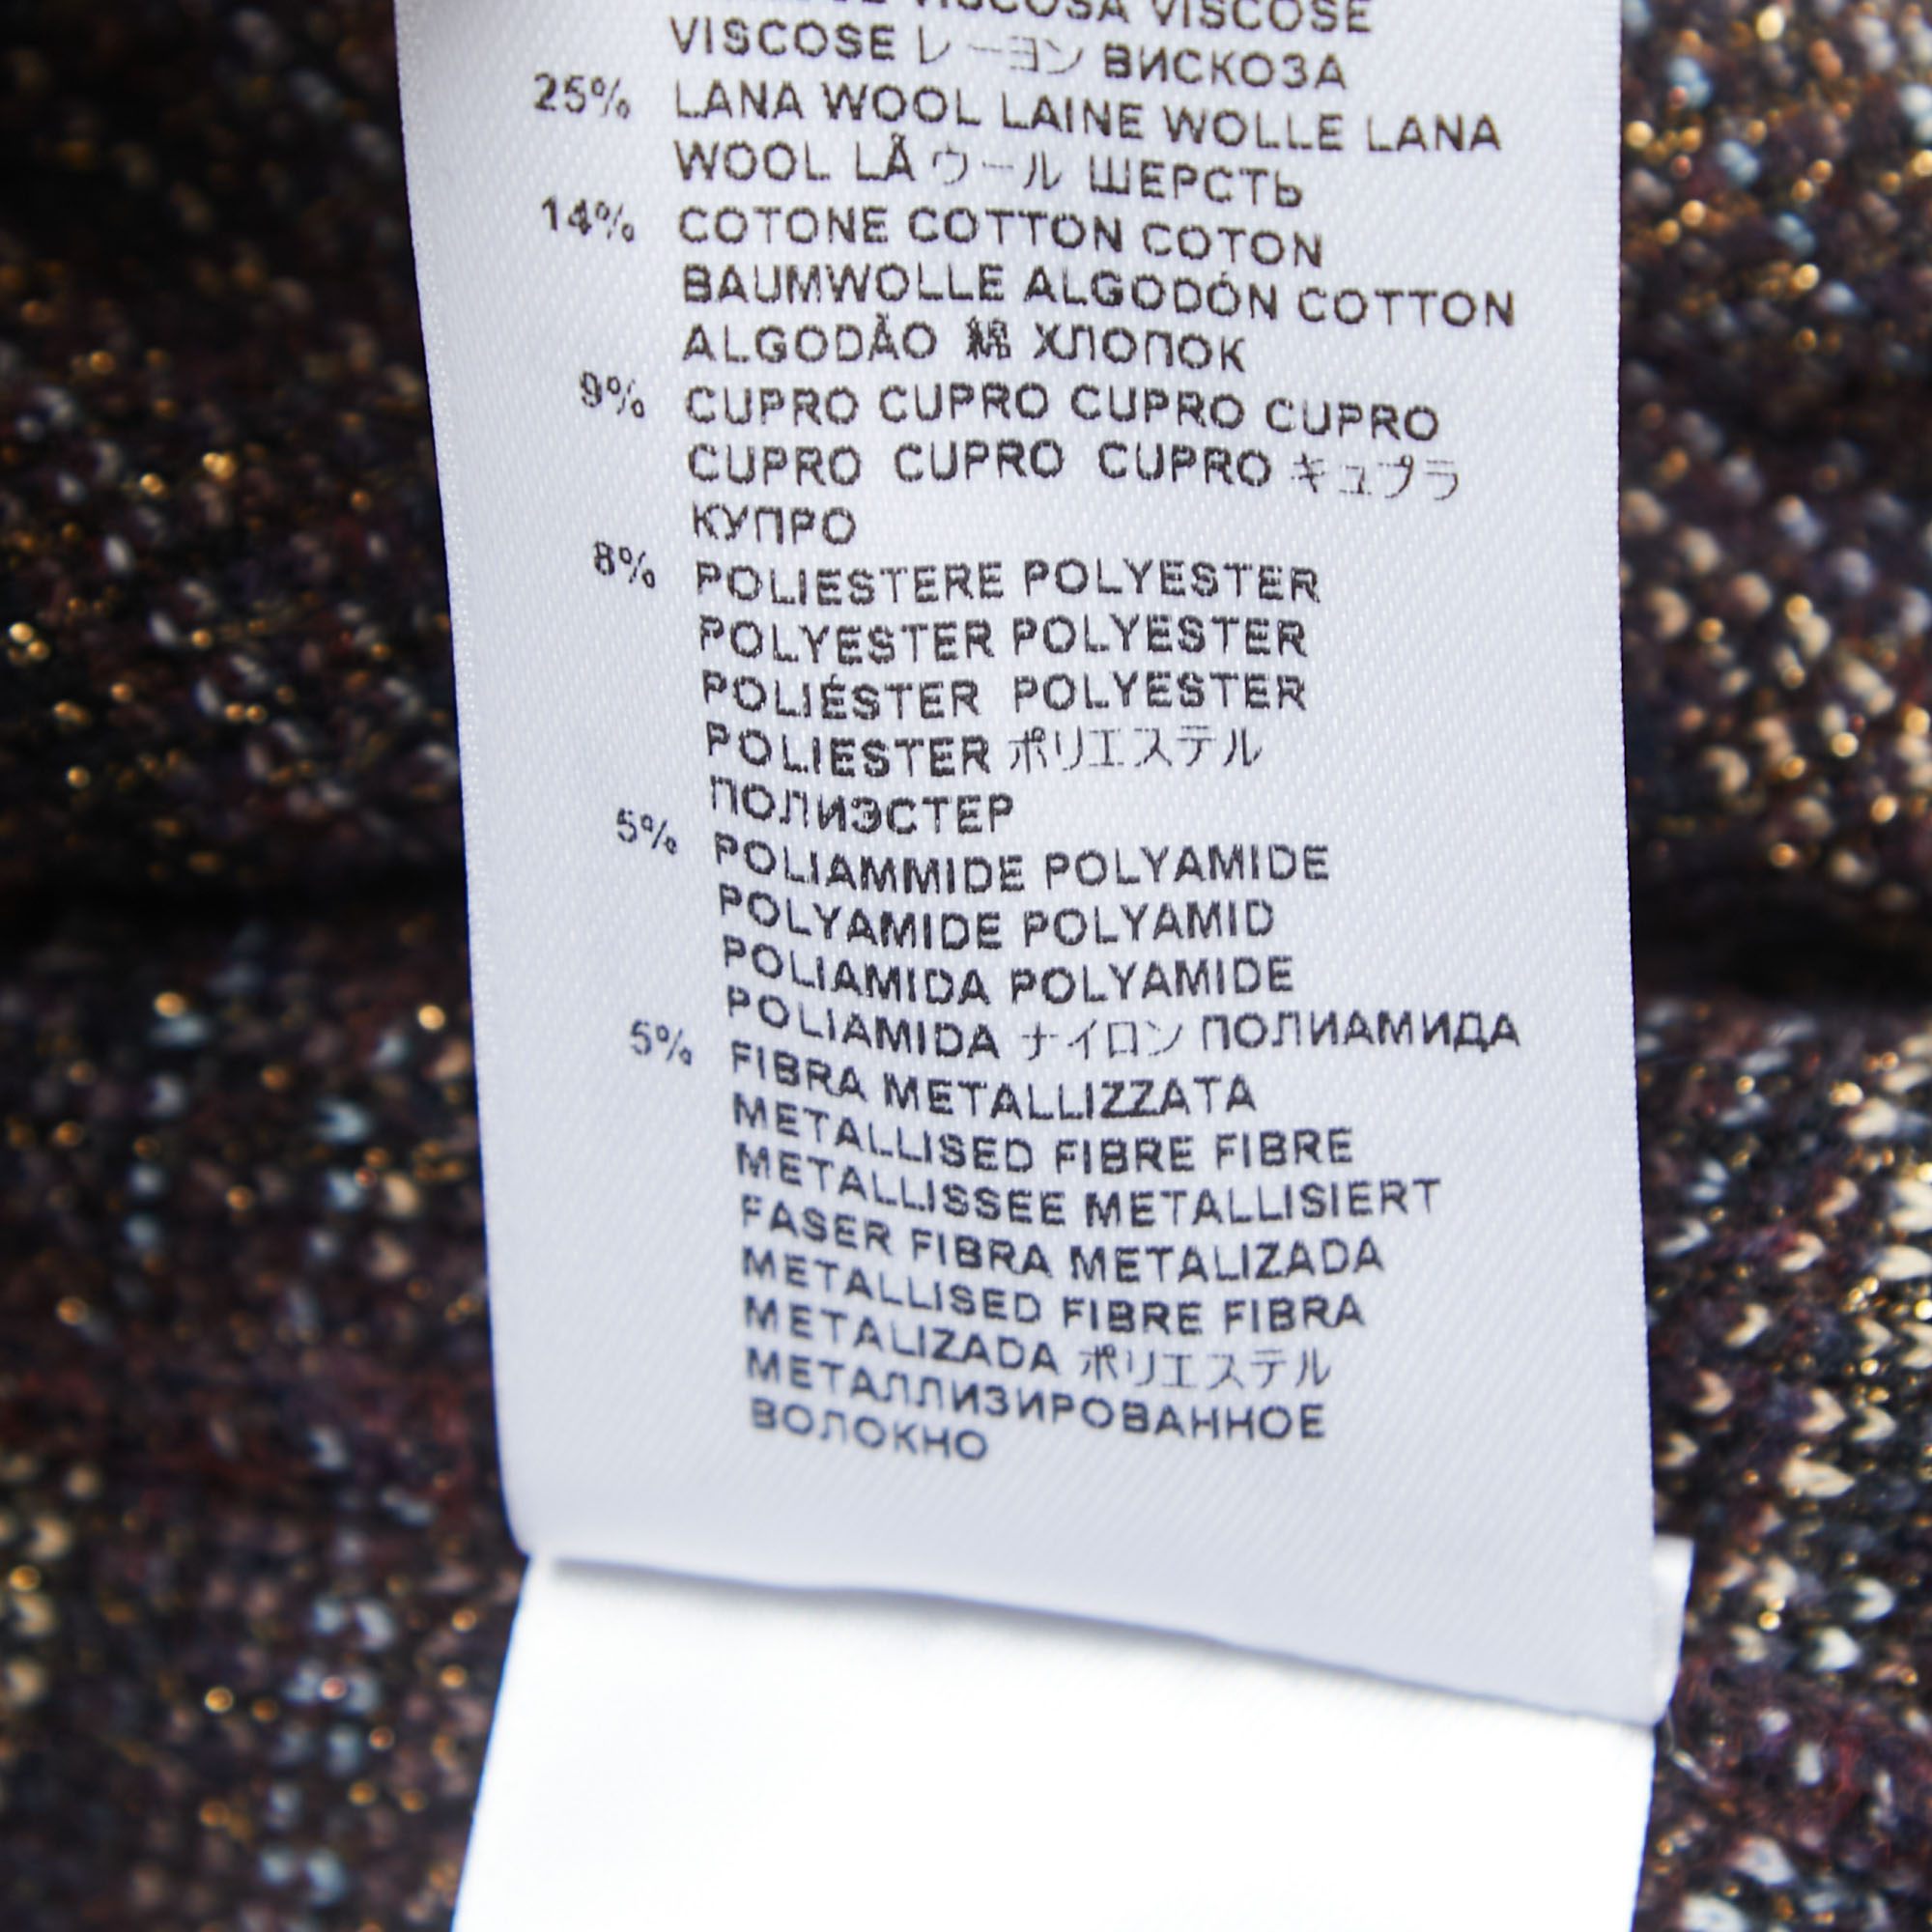 VISCOSA VISCOSE
VISCOSE レーヨン ВИСКОЗА
25% LANA WOOL LAINE WOLLE LANA
WOOL LÃ ウール ШЕРСТЬ
14% COTONE COTTON COTON
BAUMWOLLE ALGODÓN COTTON
ALGODÃO 綿 ХЛОПОК
9% CUPRO CUPRO CUPRO CUPRO
CUPRO CUPRO CUPRO キュプラ
КУПРО
8% POLIESTERE POLYESTER
POLYESTER POLYESTER
POLIÉSTER POLYESTER
POLIESTER ポリエステル
ПОЛИЭСТЕР
5% POLIAMMIDE POLYAMIDE
POLYAMIDE POLYAMID
POLIAMIDA POLYAMIDE
POLIAMIDA ナイロン ПОЛИАМИДА
5% FIBRA METALLIZZATA
METALLISED FIBRE FIBRE
METALLISSEE METALLISIERT
FASER FIBRA METALIZADA
METALLISED FIBRE FIBRA
METALIZADA ポリエステル
МЕТАЛЛИЗИРОВАННОЕ
ВОЛОКНО